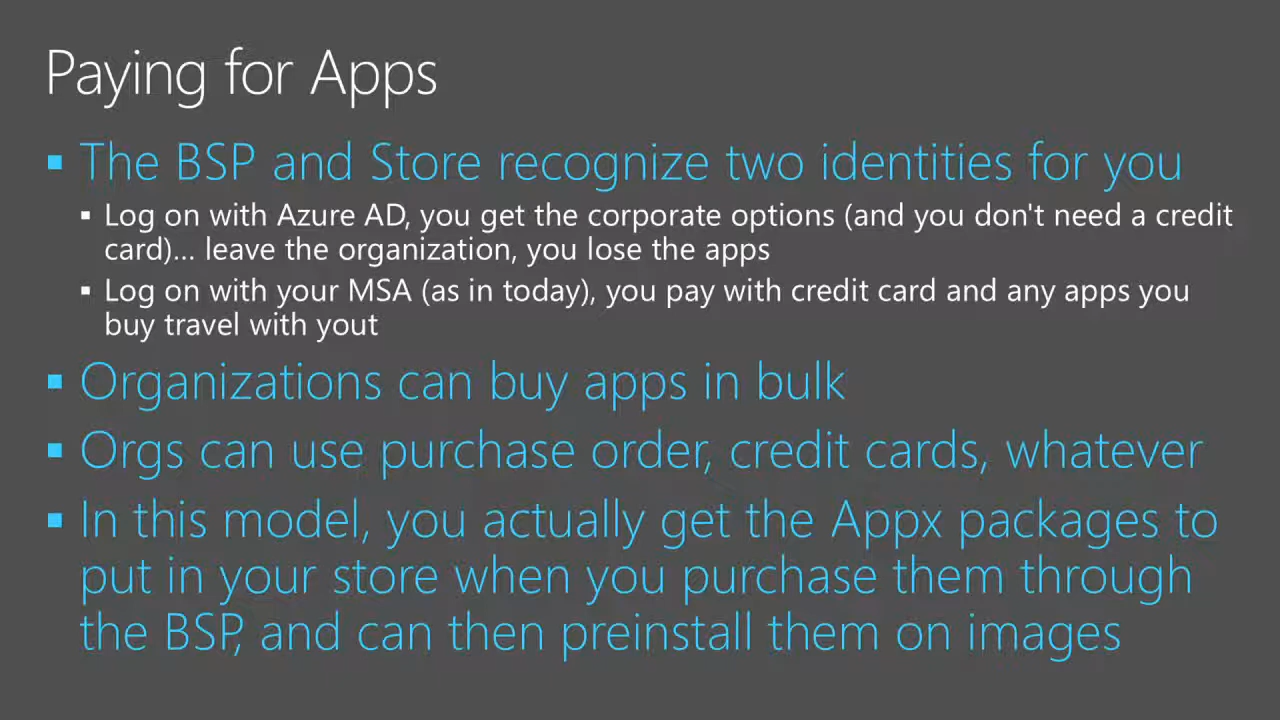 Paying for Apps
▪ The BSP and Store recognize two identities for you
▪ Log on with Azure AD, you get the corporate options (and you don't need a credit
card)... leave the organization, you lose the apps
▪ Log on with your MSA (as in today), you pay with credit card and any apps you
buy travel with yout
▪ Organizations can buy apps in bulk
▪ Orgs can use purchase order, credit cards, whatever
▪ In this model, you actually get the Appx packages to
put in your store when you purchase them through
the BSP, and can then preinstall them on images